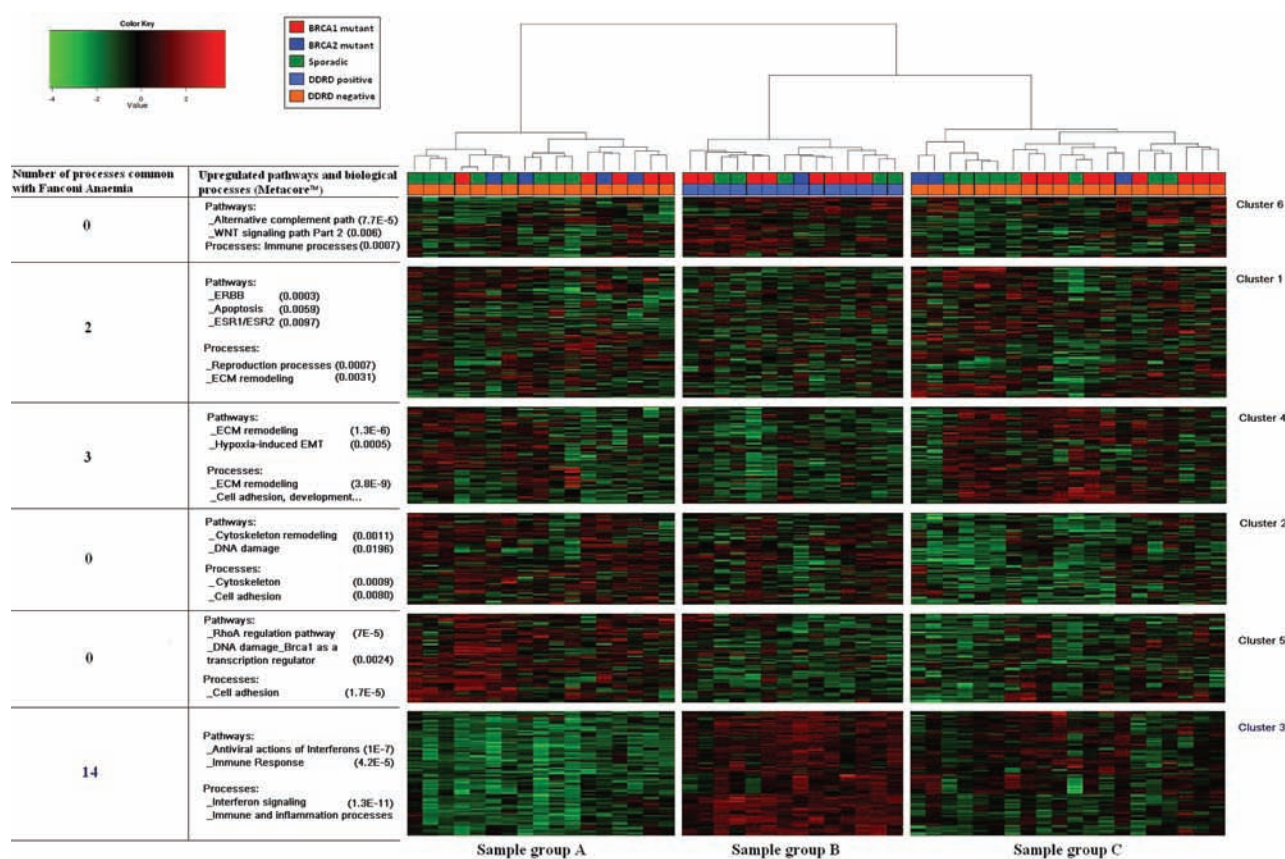 Color Key
-4 -2 0 2
Value
BRCA1 mutant
BRCA2 mutant
Sporadic
DDRD positive
DDRD negative
Number of processes common
with Fanconi Anaemia
Upregulated pathways and biological
processes (Metacore™)
0
Pathways:
_Alternative complement path (7.7E-5)
_WNT signaling path Part 2 (0.006)
Processes: Immune processes (0.0007)
Cluster 6
2
Pathways:
_ERBB (0.0003)
_Apoptosis (0.0059)
_ESR1/ESR2 (0.0097)
Processes:
_Reproduction processes (0.0007)
_ECM remodeling (0.0031)
Cluster 1
3
Pathways:
_ECM remodeling (1.3E-6)
_Hypoxia-induced EMT (0.0005)
Processes:
_ECM remodeling (3.8E-9)
_Cell adhesion, development...
Cluster 4
0
Pathways:
_Cytoskeleton remodeling (0.0011)
_DNA damage (0.0196)
Processes:
_Cytoskeleton (0.0009)
_Cell adhesion (0.0080)
Cluster 2
0
Pathways:
_RhoA regulation pathway (7E-5)
_DNA damage_Brca1 as a
transcription regulator (0.0024)
Processes:
_Cell adhesion (1.7E-5)
Cluster 5
14
Pathways:
_Antiviral actions of Interferons (1E-7)
_Immune Response (4.2E-5)
Processes:
_Interferon signaling (1.3E-11)
_Immune and inflammation processes
Cluster 3
Sample group A
Sample group B
Sample group C